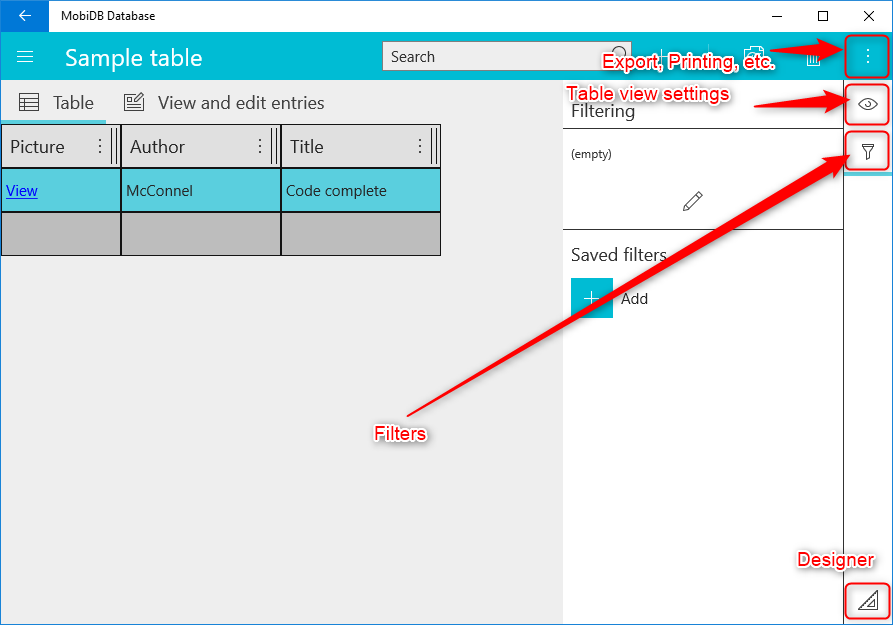 MobiDB Database
Sample table
Search
Export, Printing, etc.
Table view settings
Table
View and edit entries
Filtering
Picture
Author
Title
(empty)
View
McConnel
Code complete
Saved filters
Add
Filters
Designer